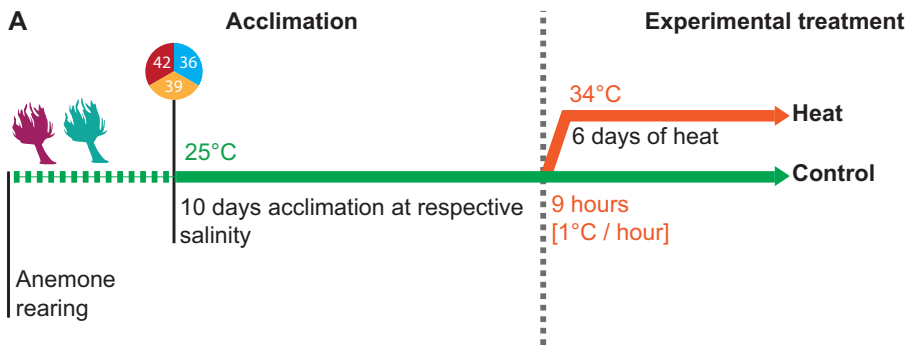 A
Acclimation
Experimental treatment
42
36
39
34°C
Heat
6 days of heat
25°C
Control
10 days acclimation at respective
salinity
9 hours
[1°C / hour]
Anemone
rearing